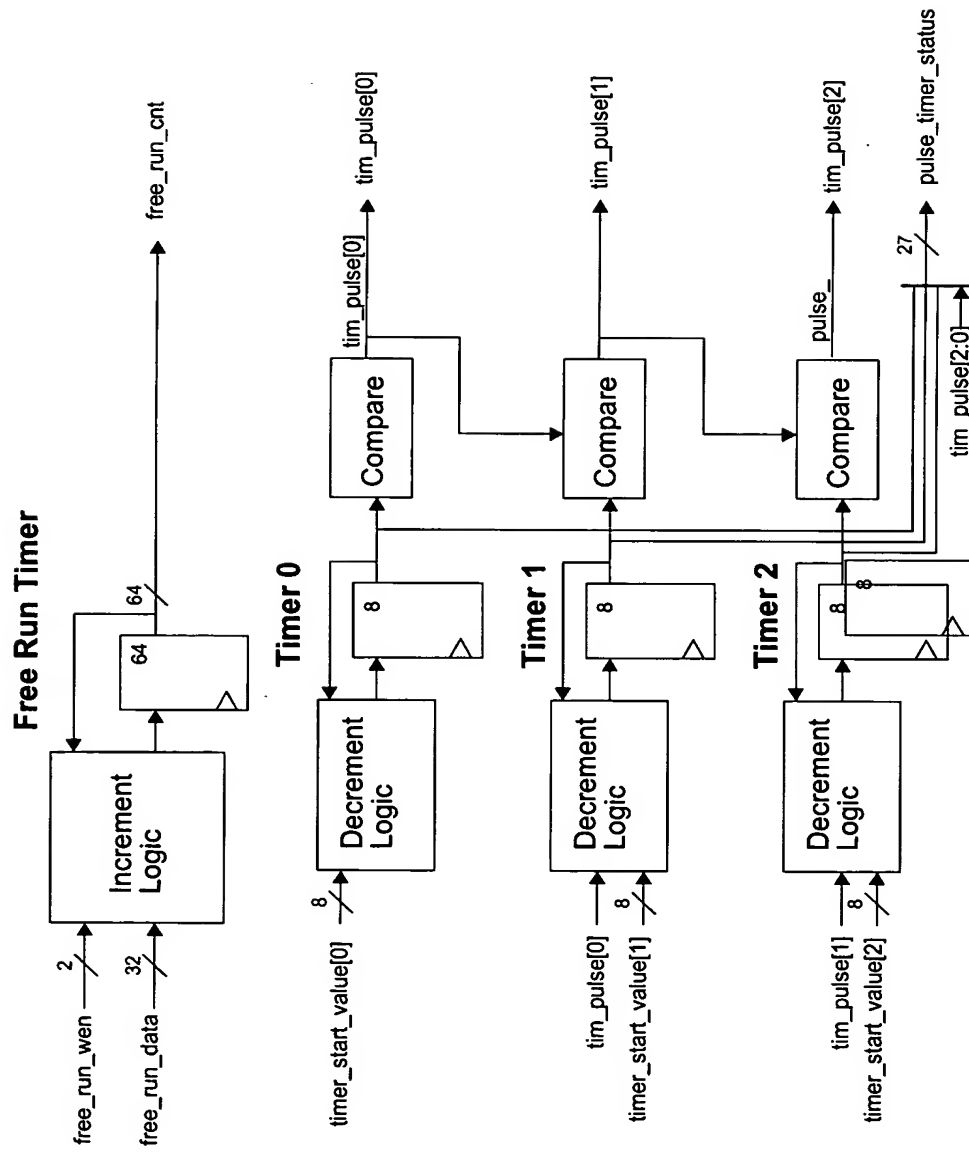 Free Run Timer
free_run_wen
2
free_run_data
32
Increment
Logic
64
64
free_run_cnt
Timer 0
timer_start_value[0]
8
Decrement
Logic
8
Compare
tim_pulse[0]
tim_pulse[0]
Timer 1
tim_pulse[0]
timer_start_value[1]
8
Decrement
Logic
8
Compare
tim_pulse[1]
Timer 2
tim_pulse[1]
timer_start_value[2]
8
Decrement
Logic
8
8
Compare
pulse_
tim_pulse[2]
tim_pulse[2:0]
27
pulse_timer_status